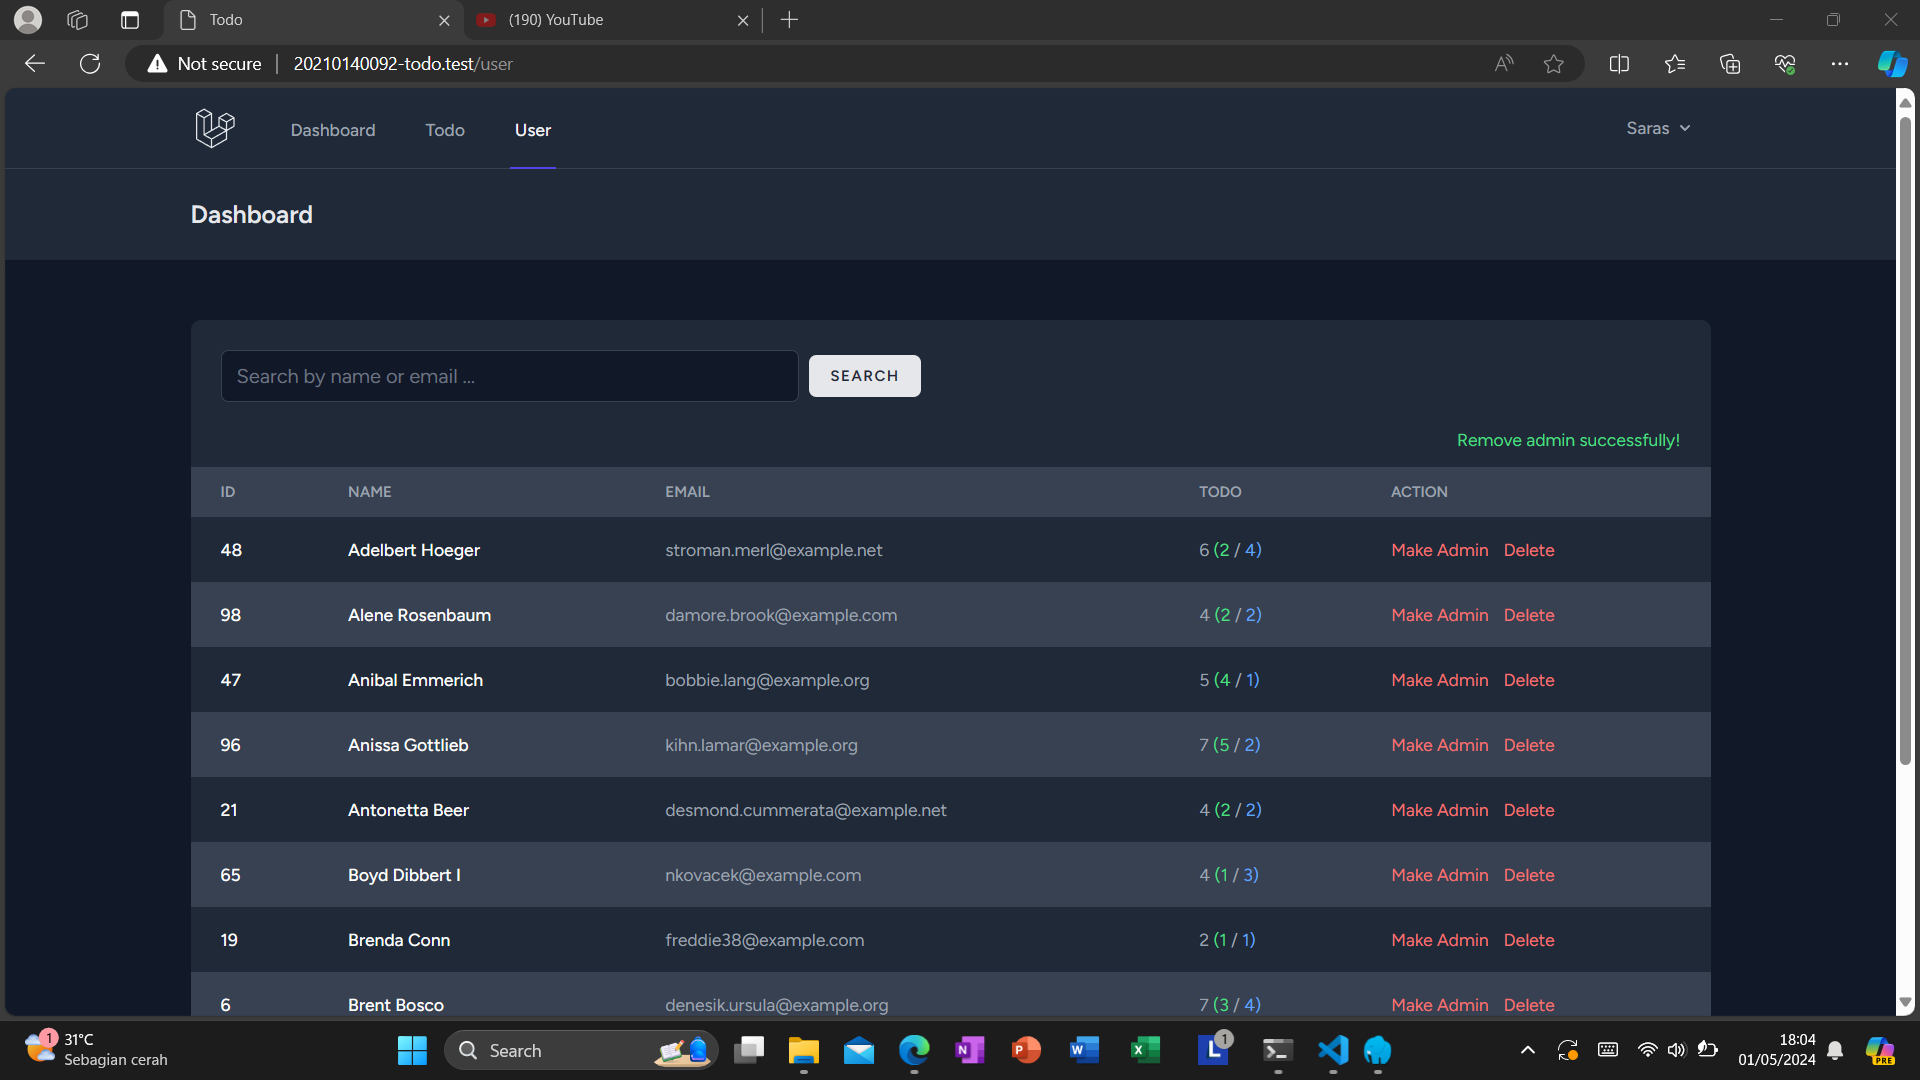 Todo
(190) YouTube
Not secure
20210140092-todo.test/user
Dashboard Todo User
Saras
Dashboard
Search by name or email ...
SEARCH
Remove admin successfully!
ID NAME EMAIL TODO ACTION
48 Adelbert Hoeger stroman.merl@example.net 6 (2 / 4) Make Admin Delete
98 Alene Rosenbaum damore.brook@example.com 4 (2 / 2) Make Admin Delete
47 Anibal Emmerich bobbie.lang@example.org 5 (4 / 1) Make Admin Delete
96 Anissa Gottlieb kihn.lamar@example.org 7 (5 / 2) Make Admin Delete
21 Antonetta Beer desmond.cummerata@example.net 4 (2 / 2) Make Admin Delete
65 Boyd Dibbert I nkovacek@example.com 4 (1 / 3) Make Admin Delete
19 Brenda Conn freddie38@example.com 2 (1 / 1) Make Admin Delete
6 Brent Bosco denesik.ursula@example.org 7 (3 / 4) Make Admin Delete
1
31°C
Sebagian cerah
Search
N
P
W
X
L
1
18:04
01/05/2024
PRE